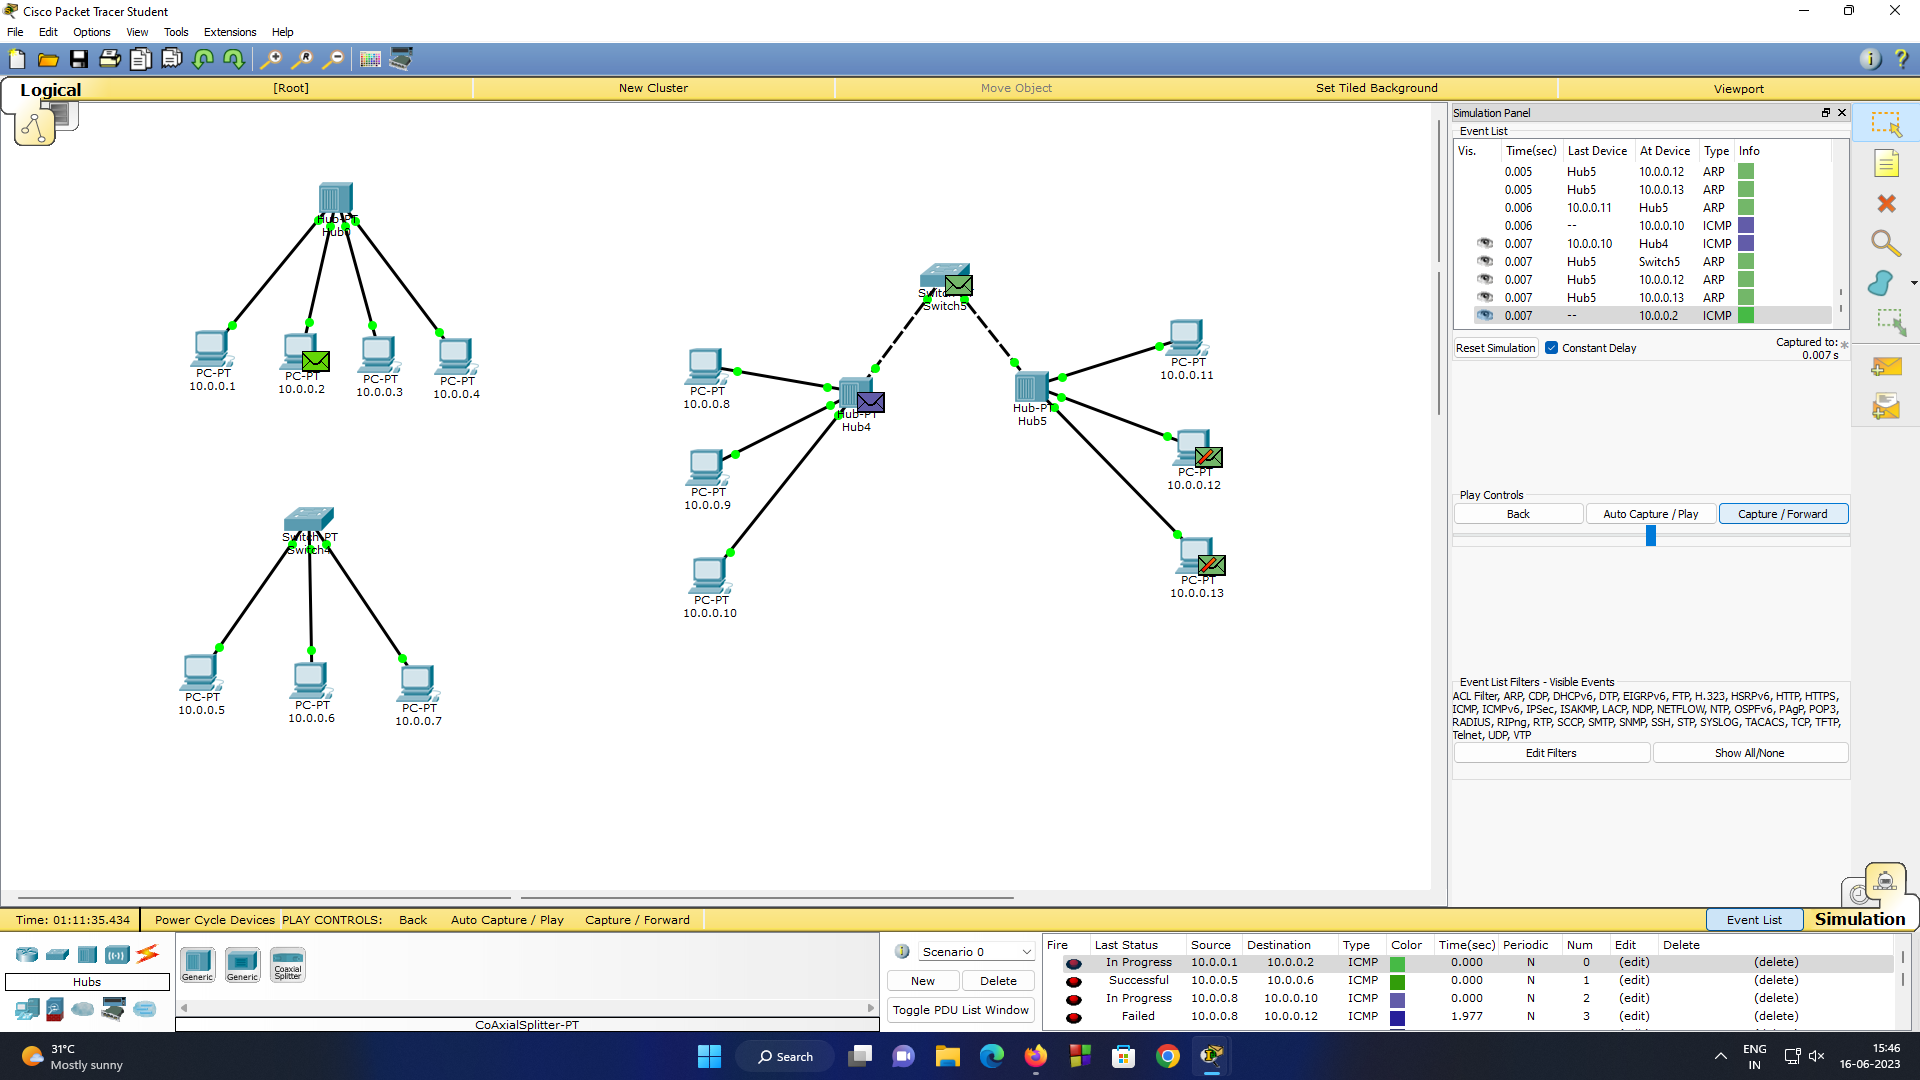 Cisco Packet Tracer Student
File Edit Options View Tools Extensions Help
Logical [Root] New Cluster Move Object Set Tiled Background Viewport
Hub-PT
Hub0
PC-PT
10.0.0.1
PC-PT
10.0.0.2
PC-PT
10.0.0.3
PC-PT
10.0.0.4
Switch-PT
Switch4
PC-PT
10.0.0.5
PC-PT
10.0.0.6
PC-PT
10.0.0.7
Switch5
PC-PT
10.0.0.8
PC-PT
10.0.0.9
PC-PT
10.0.0.10
Hub-PT
Hub4
Hub-PT
Hub5
PC-PT
10.0.0.11
PC-PT
10.0.0.12
PC-PT
10.0.0.13
Simulation Panel
Event List
Vis. Time(sec) Last Device At Device Type Info
0.005 Hub5 10.0.0.12 ARP
0.005 Hub5 10.0.0.13 ARP
0.006 10.0.0.11 Hub5 ARP
0.006 -- 10.0.0.10 ICMP
0.007 10.0.0.10 Hub4 ICMP
0.007 Hub5 Switch5 ARP
0.007 Hub5 10.0.0.12 ARP
0.007 Hub5 10.0.0.13 ARP
0.007 -- 10.0.0.2 ICMP
Reset Simulation Constant Delay Captured to: *
0.007 s
Play Controls
Back Auto Capture / Play Capture / Forward
Event List Filters - Visible Events
ACL Filter, ARP, CDP, DHCPv6, DTP, EIGRPv6, FTP, H.323, HSRPv6, HTTP, HTTPS,
ICMP, ICMPv6, IPSec, ISAKMP, LACP, NDP, NETFLOW, NTP, OSPFv6, PAgP, POP3,
RADIUS, RIPng, RTP, SCCP, SMTP, SNMP, SSH, STP, SYSLOG, TACACS, TCP, TFTP,
Telnet, UDP, VTP
Edit Filters Show All/None
Time: 01:11:35.434 Power Cycle Devices PLAY CONTROLS: Back Auto Capture / Play Capture / Forward Event List Simulation
Hubs
Generic Generic Coaxial Splitter
CoAxialSplitter-PT
Scenario 0
New Delete
Toggle PDU List Window
Fire Last Status Source Destination Type Color Time(sec) Periodic Num Edit Delete
In Progress 10.0.0.1 10.0.0.2 ICMP 0.000 N 0 (edit) (delete)
Successful 10.0.0.5 10.0.0.6 ICMP 0.000 N 1 (edit) (delete)
In Progress 10.0.0.8 10.0.0.10 ICMP 0.000 N 2 (edit) (delete)
Failed 10.0.0.8 10.0.0.12 ICMP 1.977 N 3 (edit) (delete)
31°C
Mostly sunny
Search
ENG
IN
15:46
16-06-2023